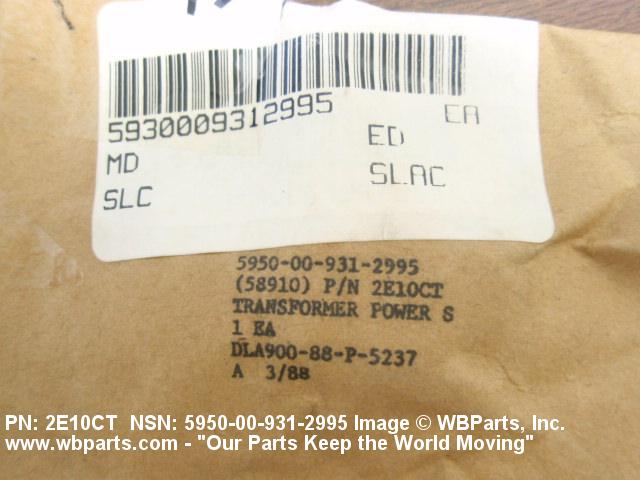 5930009312995
EA
MD
ED
SLC
SLAC
5950-00-931-2995
(58910) P/N 2E10CT
TRANSFORMER POWER S
1 EA
DLA900-88-P-5237
A 3/88
PN: 2E10CT NSN: 5950-00-931-2995 Image © WBParts, Inc.
www.wbparts.com - "Our Parts Keep the World Moving"